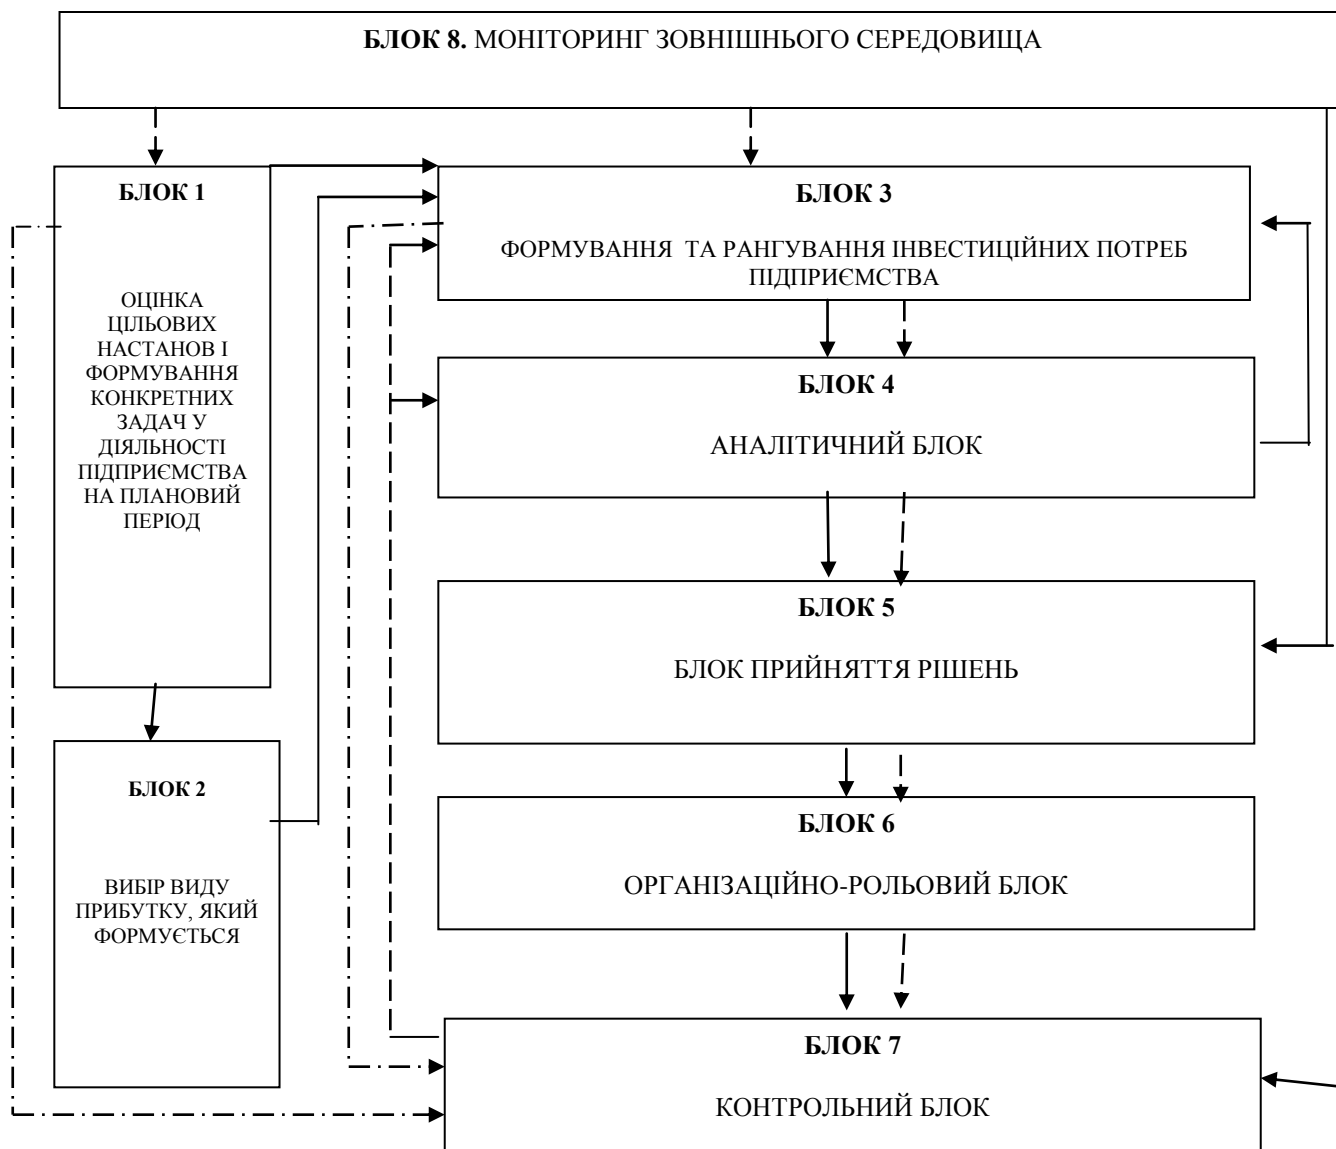 БЛОК 8. МОНІТОРИНГ ЗОВНІШНЬОГО СЕРЕДОВИЩА
БЛОК 1
ОЦІНКА
ЦІЛЬОВИХ
НАСТАНОВ І
ФОРМУВАННЯ
КОНКРЕТНИХ
ЗАДАЧ У
ДІЯЛЬНОСТІ
ПІДПРИЄМСТВА
НА ПЛАНОВИЙ
ПЕРІОД
БЛОК 2
ВИБІР ВИДУ
ПРИБУТКУ, ЯКИЙ
ФОРМУЄТЬСЯ
БЛОК 3
ФОРМУВАННЯ ТА РАНГУВАННЯ ІНВЕСТИЦІЙНИХ ПОТРЕБ
ПІДПРИЄМСТВА
БЛОК 4
АНАЛІТИЧНИЙ БЛОК
БЛОК 5
БЛОК ПРИЙНЯТТЯ РІШЕНЬ
БЛОК 6
ОРГАНІЗАЦІЙНО-РОЛЬОВИЙ БЛОК
БЛОК 7
КОНТРОЛЬНИЙ БЛОК